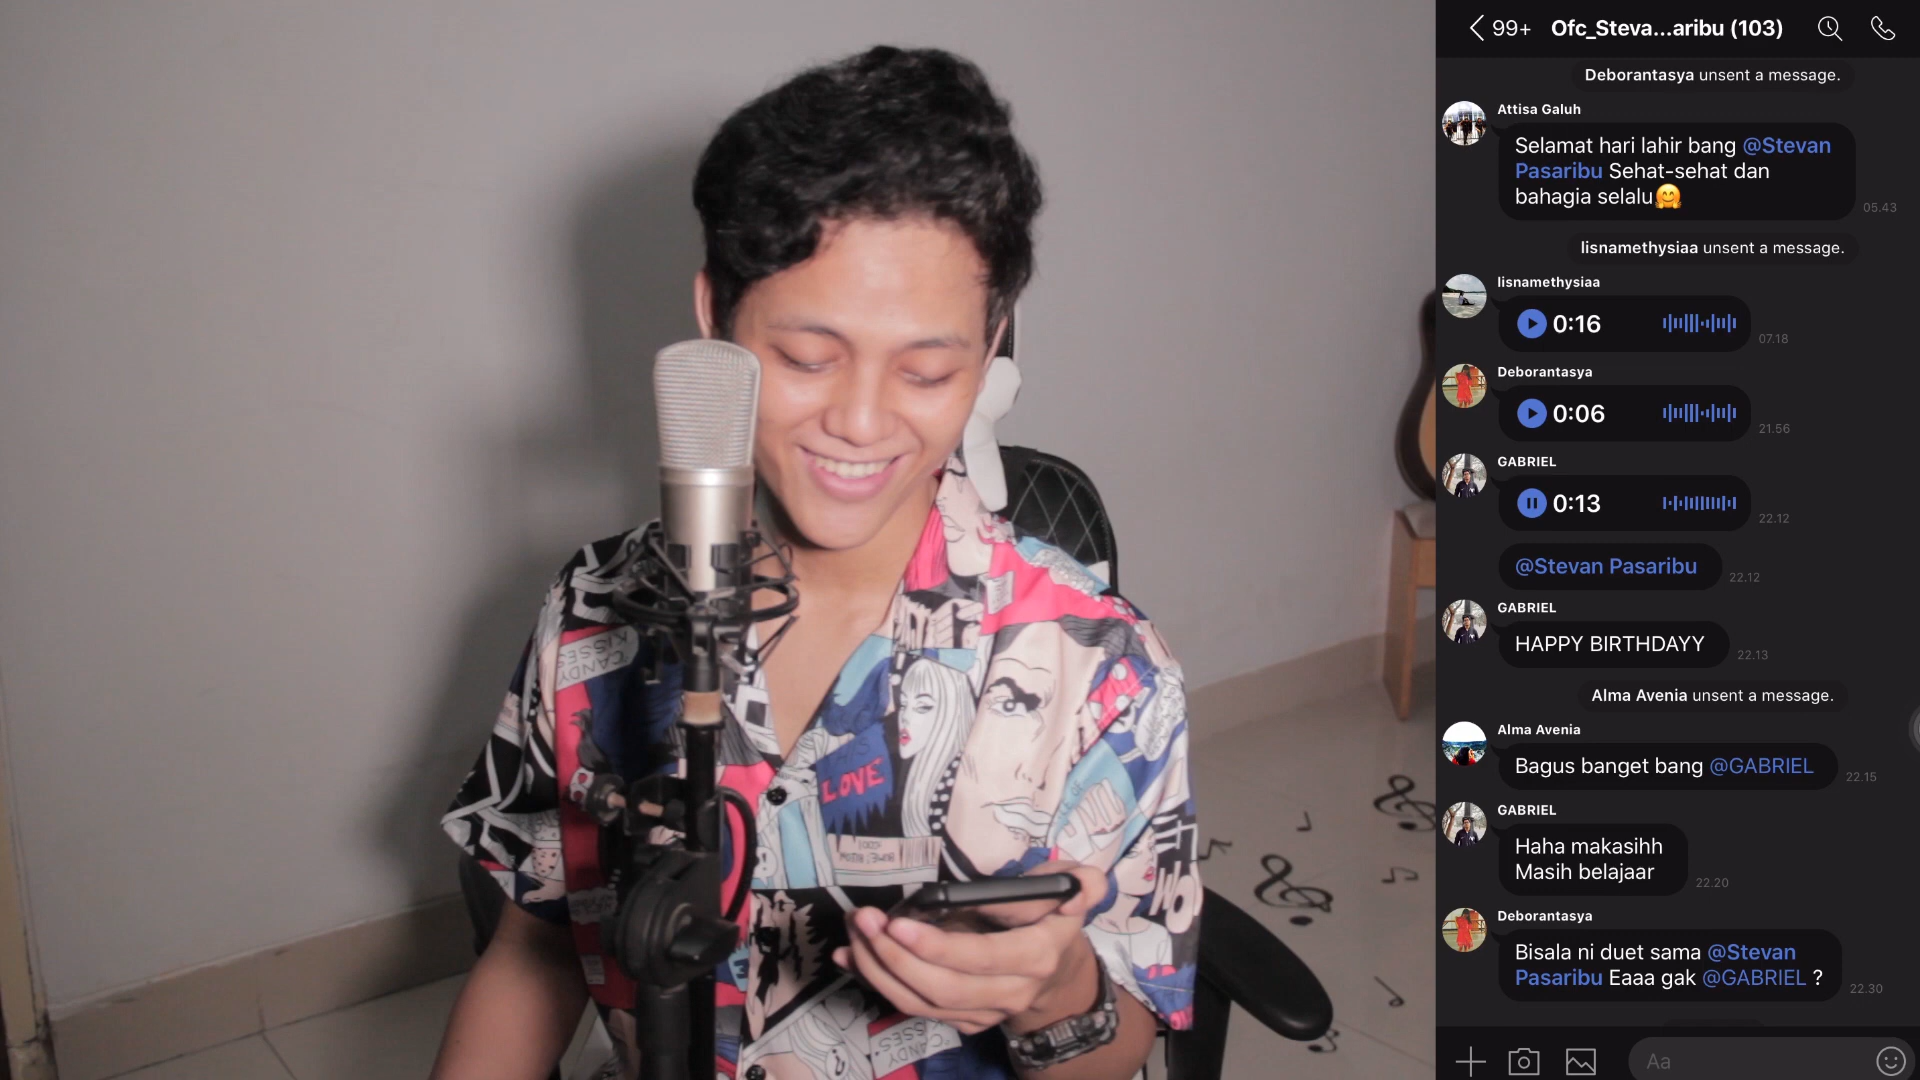 99+ Ofc_Steva...aribu (103)
Deborantasya unsent a message.
Attisa Galuh
Selamat hari lahir bang @Stevan
Pasaribu Sehat-sehat dan
bahagia selalu🤗
05.43
lisnamethysiaa unsent a message.
lisnamethysiaa
0:16
07.18
Deborantasya
0:06
21.56
GABRIEL
0:13
22.12
@Stevan Pasaribu
22.12
GABRIEL
HAPPY BIRTHDAYY
22.13
Alma Avenia unsent a message.
Alma Avenia
Bagus banget bang @GABRIEL
22.15
GABRIEL
Haha makasihh
Masih belajaar
22.20
Deborantasya
Bisala ni duet sama @Stevan
Pasaribu Eaaa gak @GABRIEL ?
22.30
Aa
"CANDY
KISSES"
LOVE
WO
"CANDY
KISSES